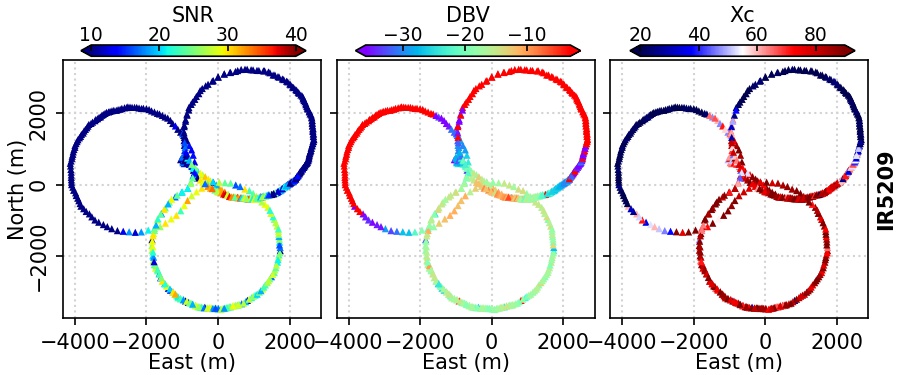 SNR DBV Xc
10 20 30 40 −30 −20 −10 20 40 60 80
2000
0
−2000
North (m)
IR5209
−4000 −2000 0 2000 −4000 −2000 0 2000 −4000 −2000 0 2000
East (m) East (m) East (m)